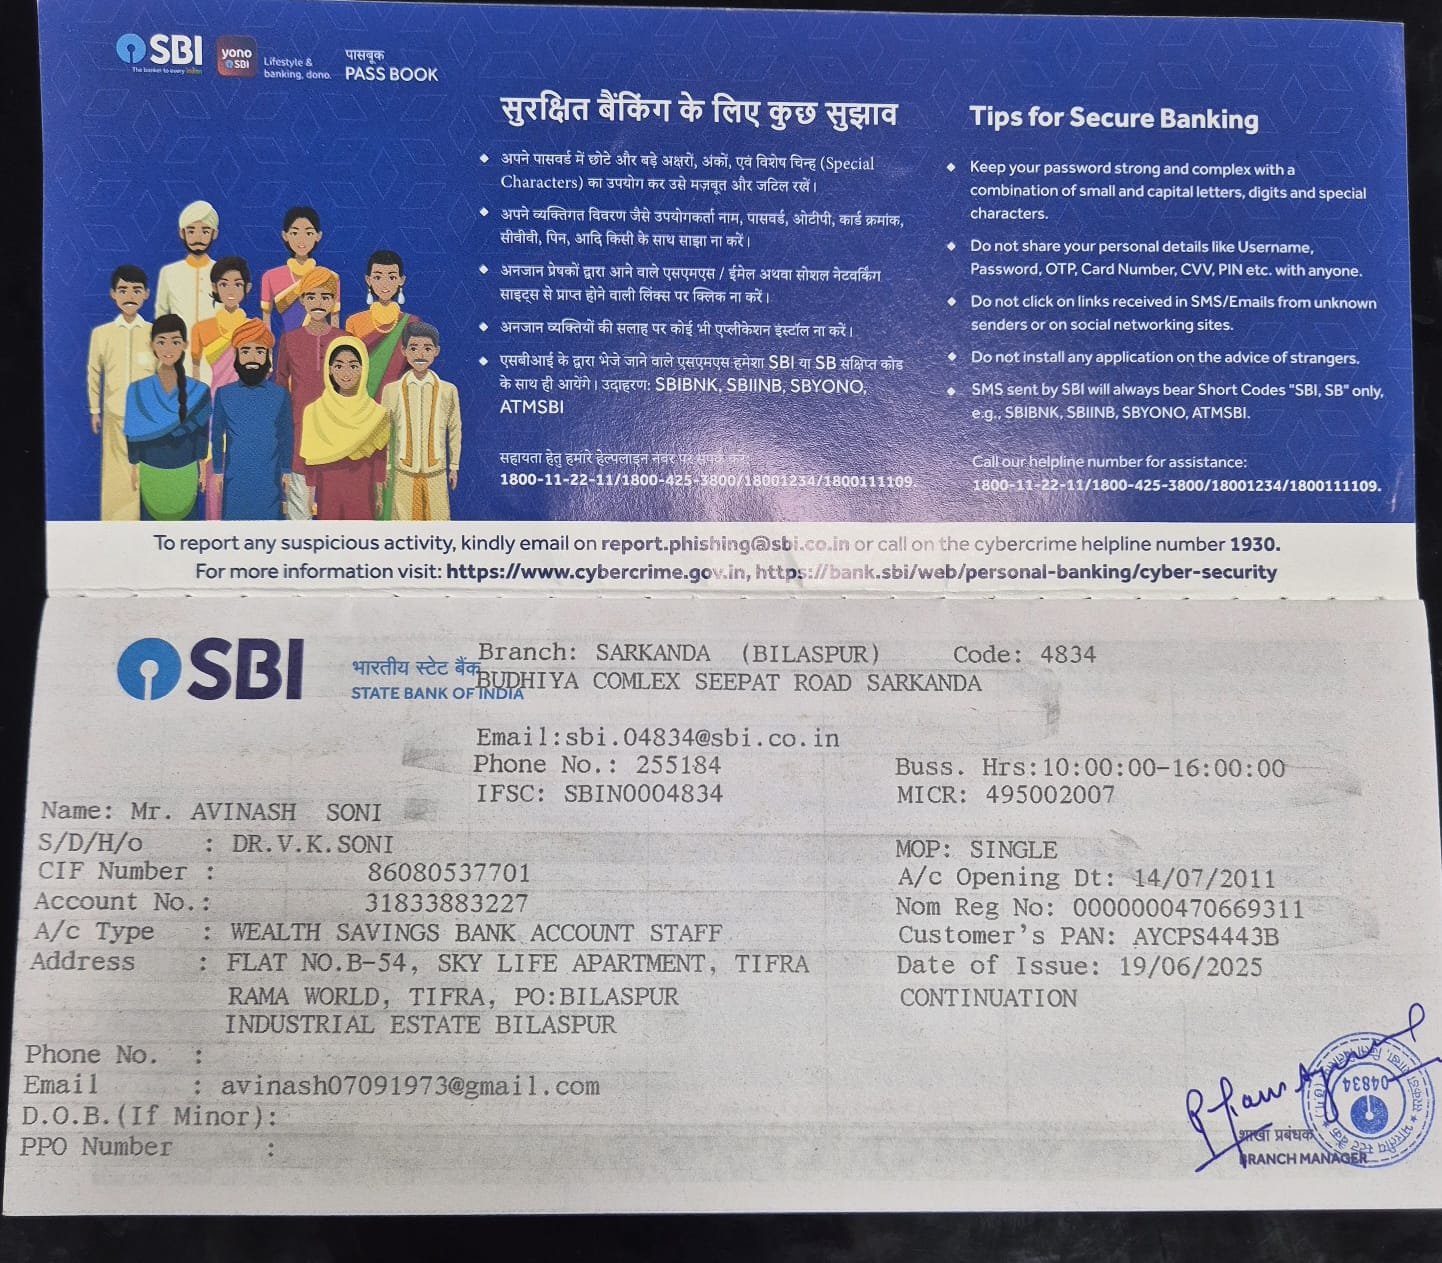 SBI
The banker to every Indian
yono
SBI
Lifestyle &
banking, dono.
पासबूक
PASS BOOK
सुरक्षित बैंकिंग के लिए कुछ सुझाव
◆ अपने पासवर्ड में छोटे और बड़े अक्षरों, अंकों, एवं विशेष चिन्ह (Special
Characters) का उपयोग कर उसे मज़बूत और जटिल रखें।
◆ अपने व्यक्तिगत विवरण जैसे उपयोगकर्ता नाम, पासवर्ड, ओटीपी, कार्ड क्रमांक,
सीवीवी, पिन, आदि किसी के साथ साझा ना करें।
◆ अनजान प्रेषकों द्वारा आने वाले एसएमएस / ईमेल अथवा सोशल नेटवर्किंग
साइट्स से प्राप्त होने वाली लिंक्स पर क्लिक ना करें।
◆ अनजान व्यक्तियों की सलाह पर कोई भी एप्लीकेशन इंस्टॉल ना करें।
◆ एसबीआई के द्वारा भेजे जाने वाले एसएमएस हमेशा SBI या SB संक्षिप्त कोड
के साथ ही आयेंगे। उदाहरण: SBIBNK, SBIINB, SBYONO,
ATMSBI
सहायता हेतु हमारे हेल्पलाइन नंबर पर संपर्क करें:
1800-11-22-11/1800-425-3800/18001234/1800111109.
Tips for Secure Banking
◆ Keep your password strong and complex with a
combination of small and capital letters, digits and special
characters.
◆ Do not share your personal details like Username,
Password, OTP, Card Number, CVV, PIN etc. with anyone.
◆ Do not click on links received in SMS/Emails from unknown
senders or on social networking sites.
◆ Do not install any application on the advice of strangers.
◆ SMS sent by SBI will always bear Short Codes "SBI, SB" only,
e.g., SBIBNK, SBIINB, SBYONO, ATMSBI.
Call our helpline number for assistance:
1800-11-22-11/1800-425-3800/18001234/1800111109.
To report any suspicious activity, kindly email on report.phishing@sbi.co.in or call on the cybercrime helpline number 1930.
For more information visit: https://www.cybercrime.gov.in, https://bank.sbi/web/personal-banking/cyber-security
SBI
भारतीय स्टेट बैंक
STATE BANK OF INDIA
Branch: SARKANDA (BILASPUR) Code: 4834
BUDHIYA COMLEX SEEPAT ROAD SARKANDA
Email:sbi.04834@sbi.co.in
Phone No.: 255184 Buss. Hrs:10:00:00-16:00:00
IFSC: SBIN0004834 MICR: 495002007
Name: Mr. AVINASH SONI
S/D/H/o : DR.V.K.SONI MOP: SINGLE
CIF Number : 86080537701 A/c Opening Dt: 14/07/2011
Account No.: 31833883227 Nom Reg No: 0000000470669311
A/c Type : WEALTH SAVINGS BANK ACCOUNT STAFF Customer's PAN: AYCPS4443B
Address : FLAT NO.B-54, SKY LIFE APARTMENT, TIFRA Date of Issue: 19/06/2025
RAMA WORLD, TIFRA, PO:BILASPUR CONTINUATION
INDUSTRIAL ESTATE BILASPUR
Phone No. :
Email : avinash07091973@gmail.com
D.O.B.(If Minor):
PPO Number :
04834
शाखा प्रबंधक
BRANCH MANAGER